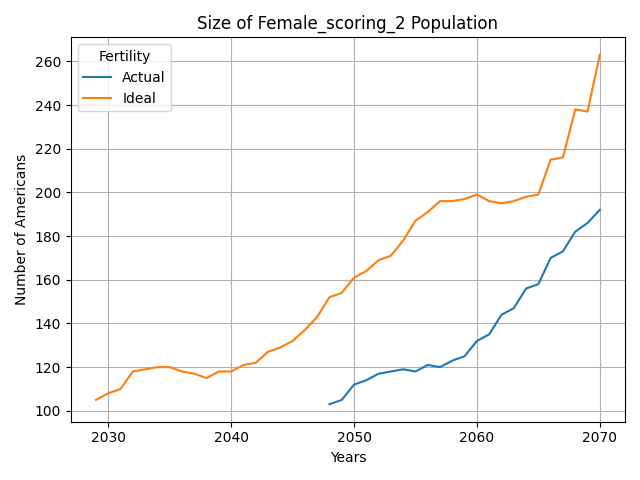 Size of Female_scoring_2 Population
Fertility
Actual
Ideal
Number of Americans
260
240
220
200
180
160
140
120
100
2030 2040 2050 2060 2070
Years